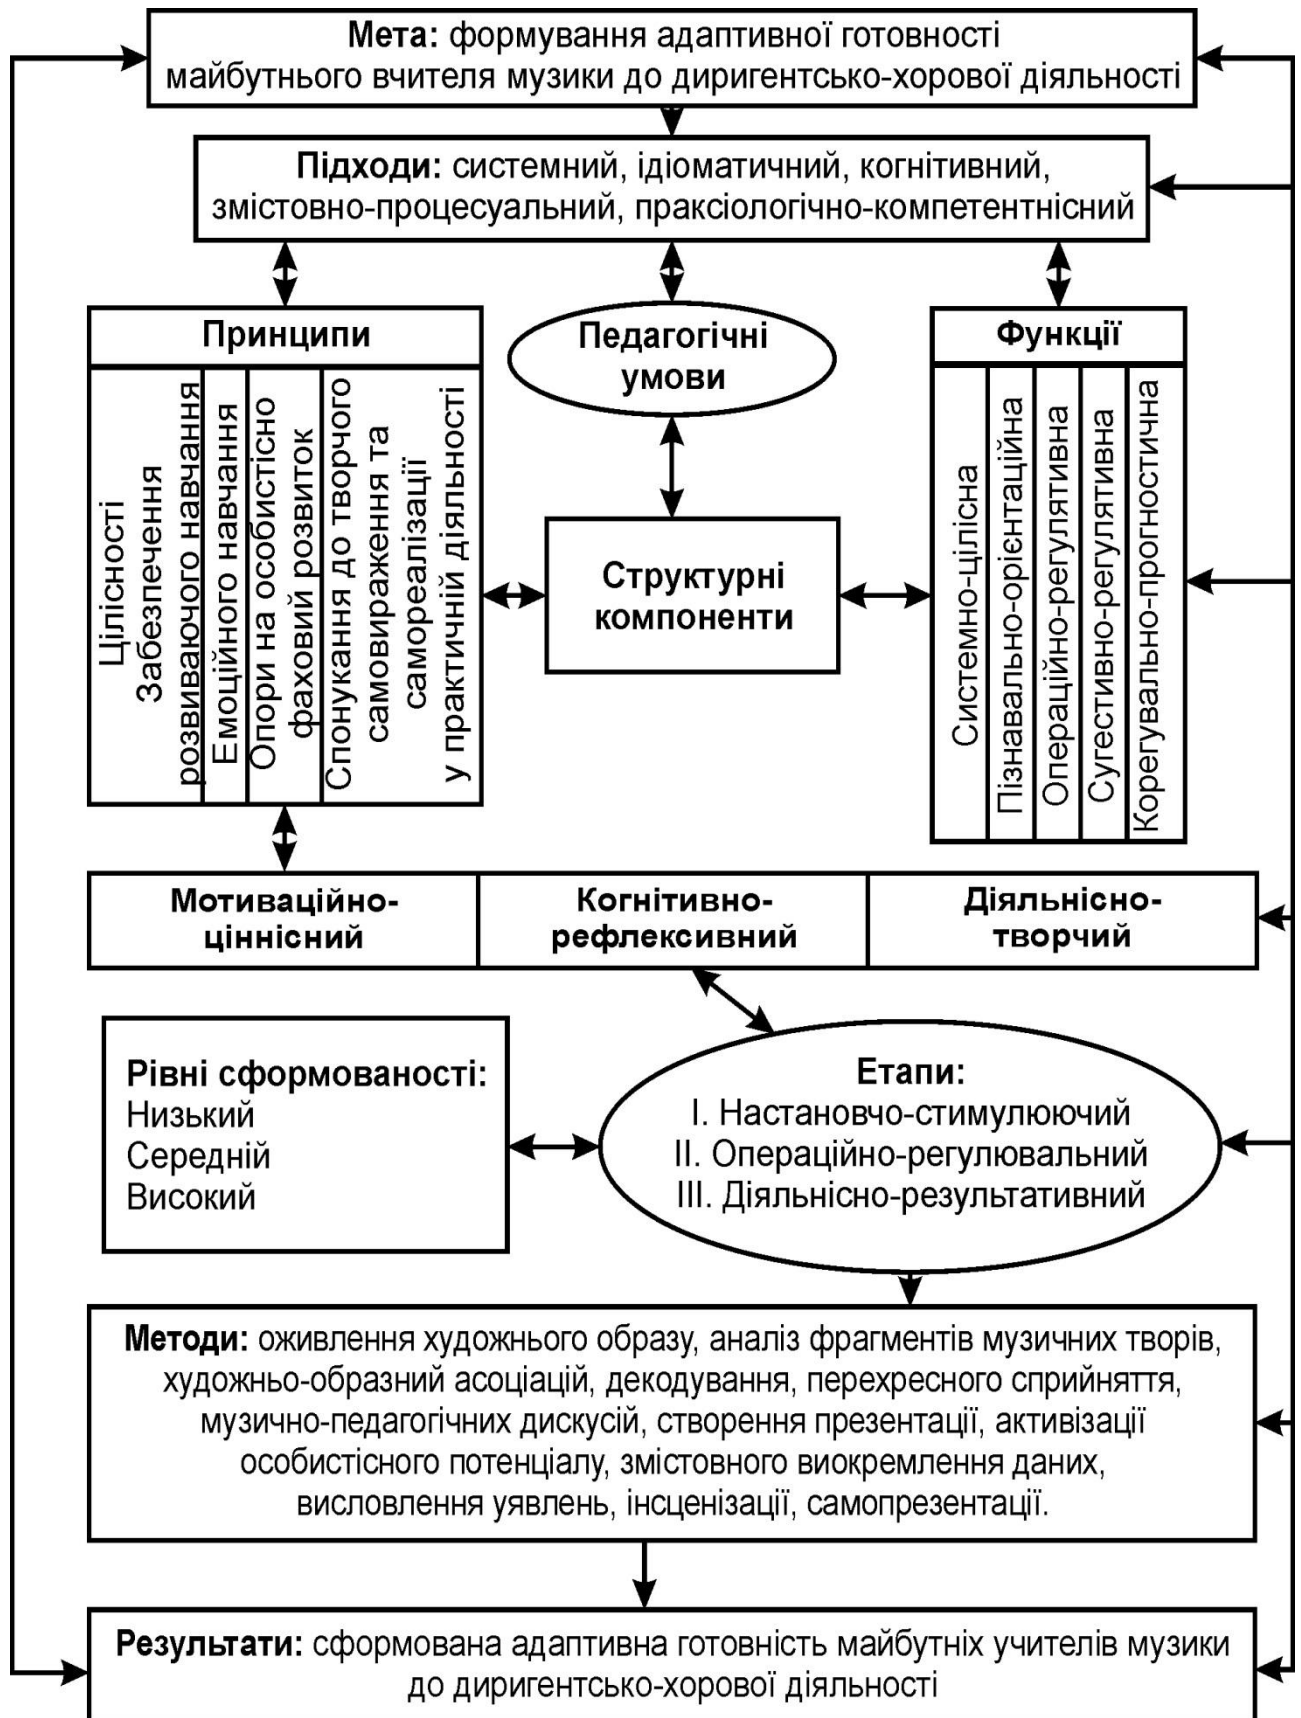 Мета: формування адаптивної готовності
майбутнього вчителя музики до диригентсько-хорової діяльності
Підходи: системний, ідіоматичний, когнітивний,
змістовно-процесуальний, праксіологічно-компетентнісний
Принципи
Цілісності
Забезпечення
розвиваючого навчання
Емоційного навчання
Опори на особистісно
фаховий розвиток
Спонукання до творчого
самовираження та
самореалізації
у практичній діяльності
Педагогічні
умови
Структурні
компоненти
Функції
Системно-цілісна
Пізнавально-орієнтаційна
Операційно-регулятивна
Сугестивно-регулятивна
Корегувально-прогностична
Мотиваційно-
ціннісний
Когнітивно-
рефлексивний
Діяльнісно-
творчий
Рівні сформованості:
Низький
Середній
Високий
Етапи:
I. Настановчо-стимулюючий
II. Операційно-регулювальний
III. Діяльнісно-результативний
Методи: оживлення художнього образу, аналіз фрагментів музичних творів,
художньо-образний асоціацій, декодування, перехресного сприйняття,
музично-педагогічних дискусій, створення презентації, активізації
особистісного потенціалу, змістовного виокремлення даних,
висловлення уявлень, інсценізації, самопрезентації.
Результати: сформована адаптивна готовність майбутніх учителів музики
до диригентсько-хорової діяльності